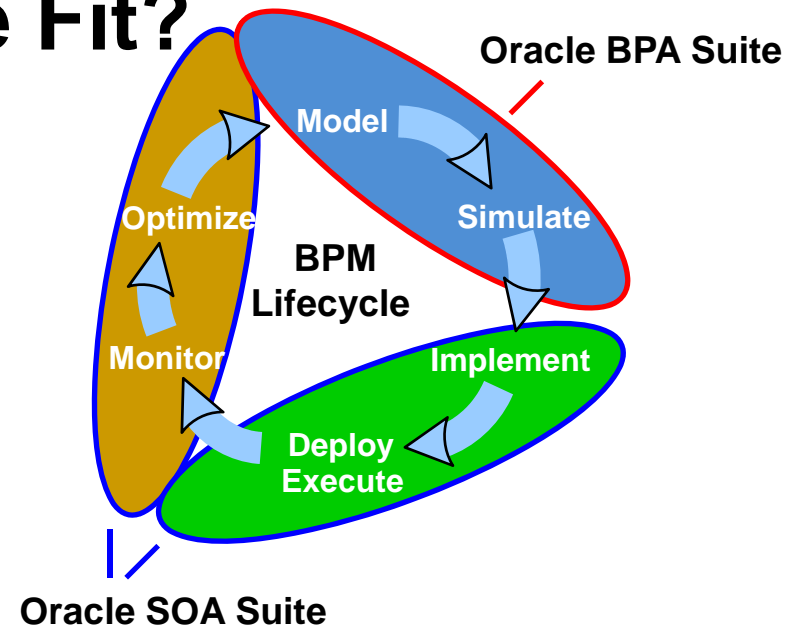 e Fit?
Oracle BPA Suite
Model
Simulate
Optimize
BPM
Lifecycle
Monitor
Implement
Deploy
Execute
Oracle SOA Suite